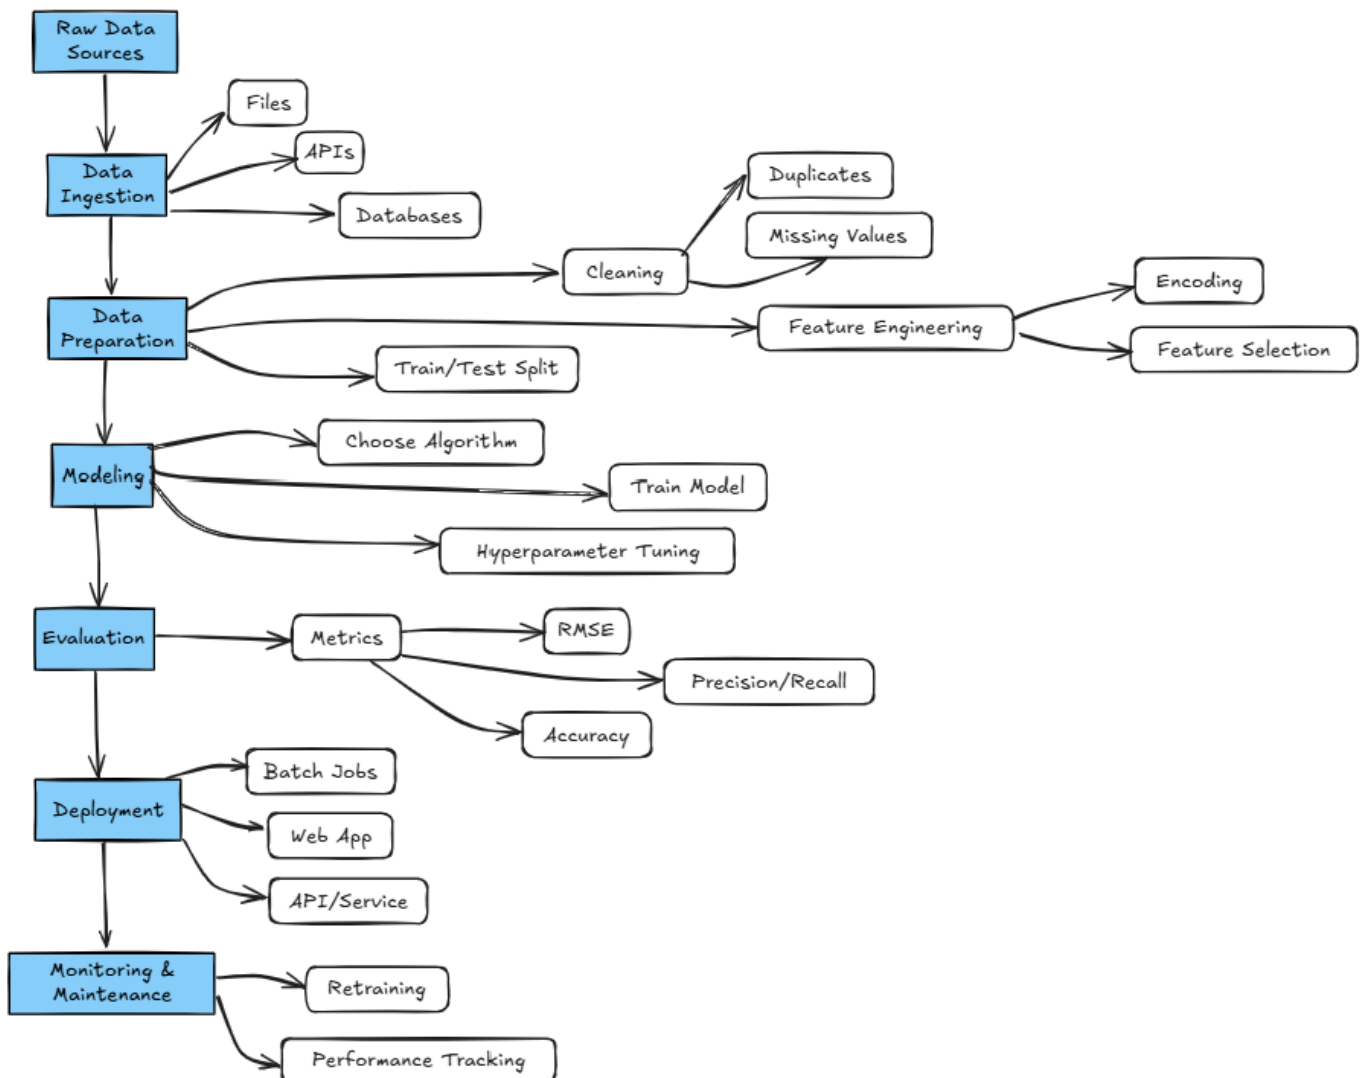 Raw Data
Sources
Files
APIs
Data
Ingestion
Databases
Duplicates
Missing Values
Cleaning
Encoding
Data
Preparation
Feature Engineering
Feature Selection
Train/Test Split
Choose Algorithm
Modeling
Train Model
Hyperparameter Tuning
Evaluation
Metrics
RMSE
Precision/Recall
Accuracy
Batch Jobs
Deployment
Web App
API/Service
Monitoring &
Maintenance
Retraining
Performance Tracking